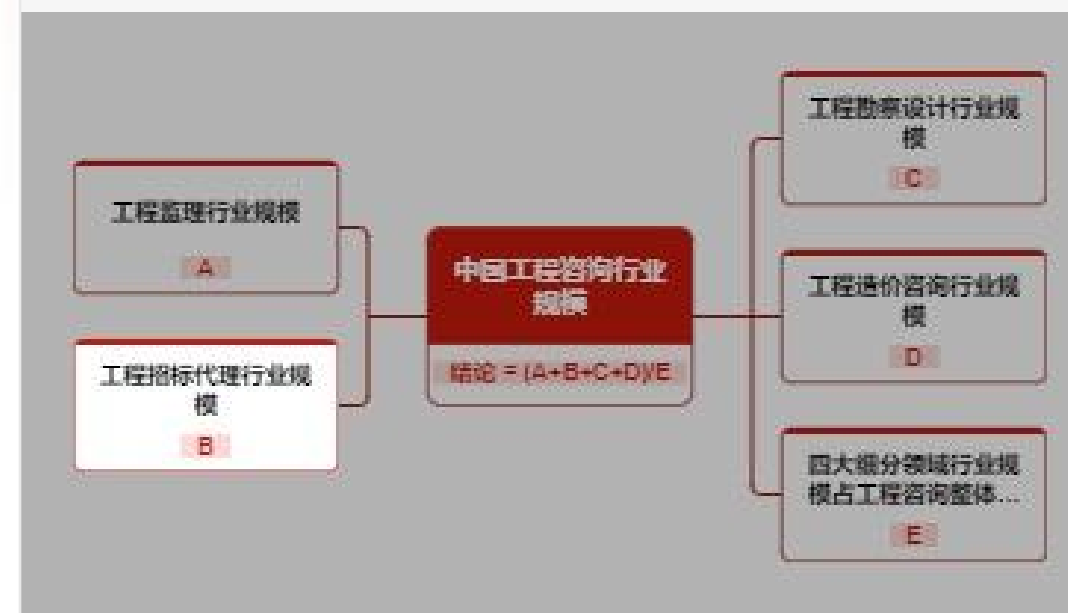 工程监理行业规模
A
工程招标代理行业规
模
B
中国工程咨询行业
规模
结论 = (A+B+C+D)/E
工程勘察设计行业规
模
C
工程造价咨询行业规
模
D
四大细分领域行业规
模占工程咨询整体...
E